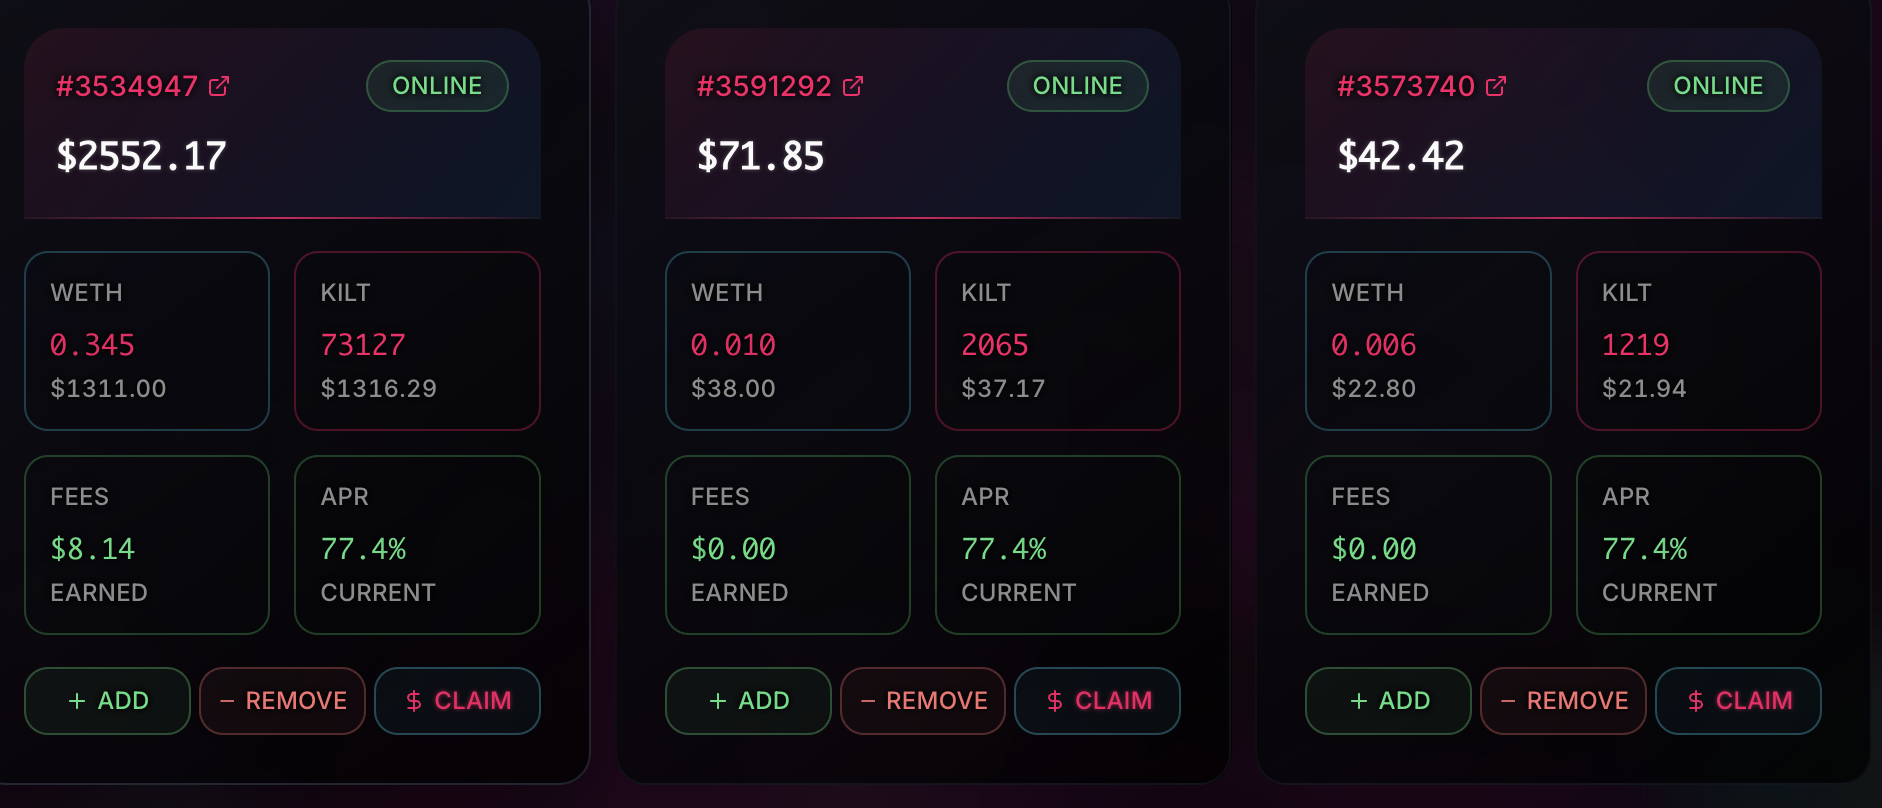 #3534947
ONLINE
$2552.17
WETH
0.345
$1311.00
KILT
73127
$1316.29
FEES
$8.14
EARNED
APR
77.4%
CURRENT
+ ADD
− REMOVE
$ CLAIM
#3591292
ONLINE
$71.85
WETH
0.010
$38.00
KILT
2065
$37.17
FEES
$0.00
EARNED
APR
77.4%
CURRENT
+ ADD
− REMOVE
$ CLAIM
#3573740
ONLINE
$42.42
WETH
0.006
$22.80
KILT
1219
$21.94
FEES
$0.00
EARNED
APR
77.4%
CURRENT
+ ADD
− REMOVE
$ CLAIM